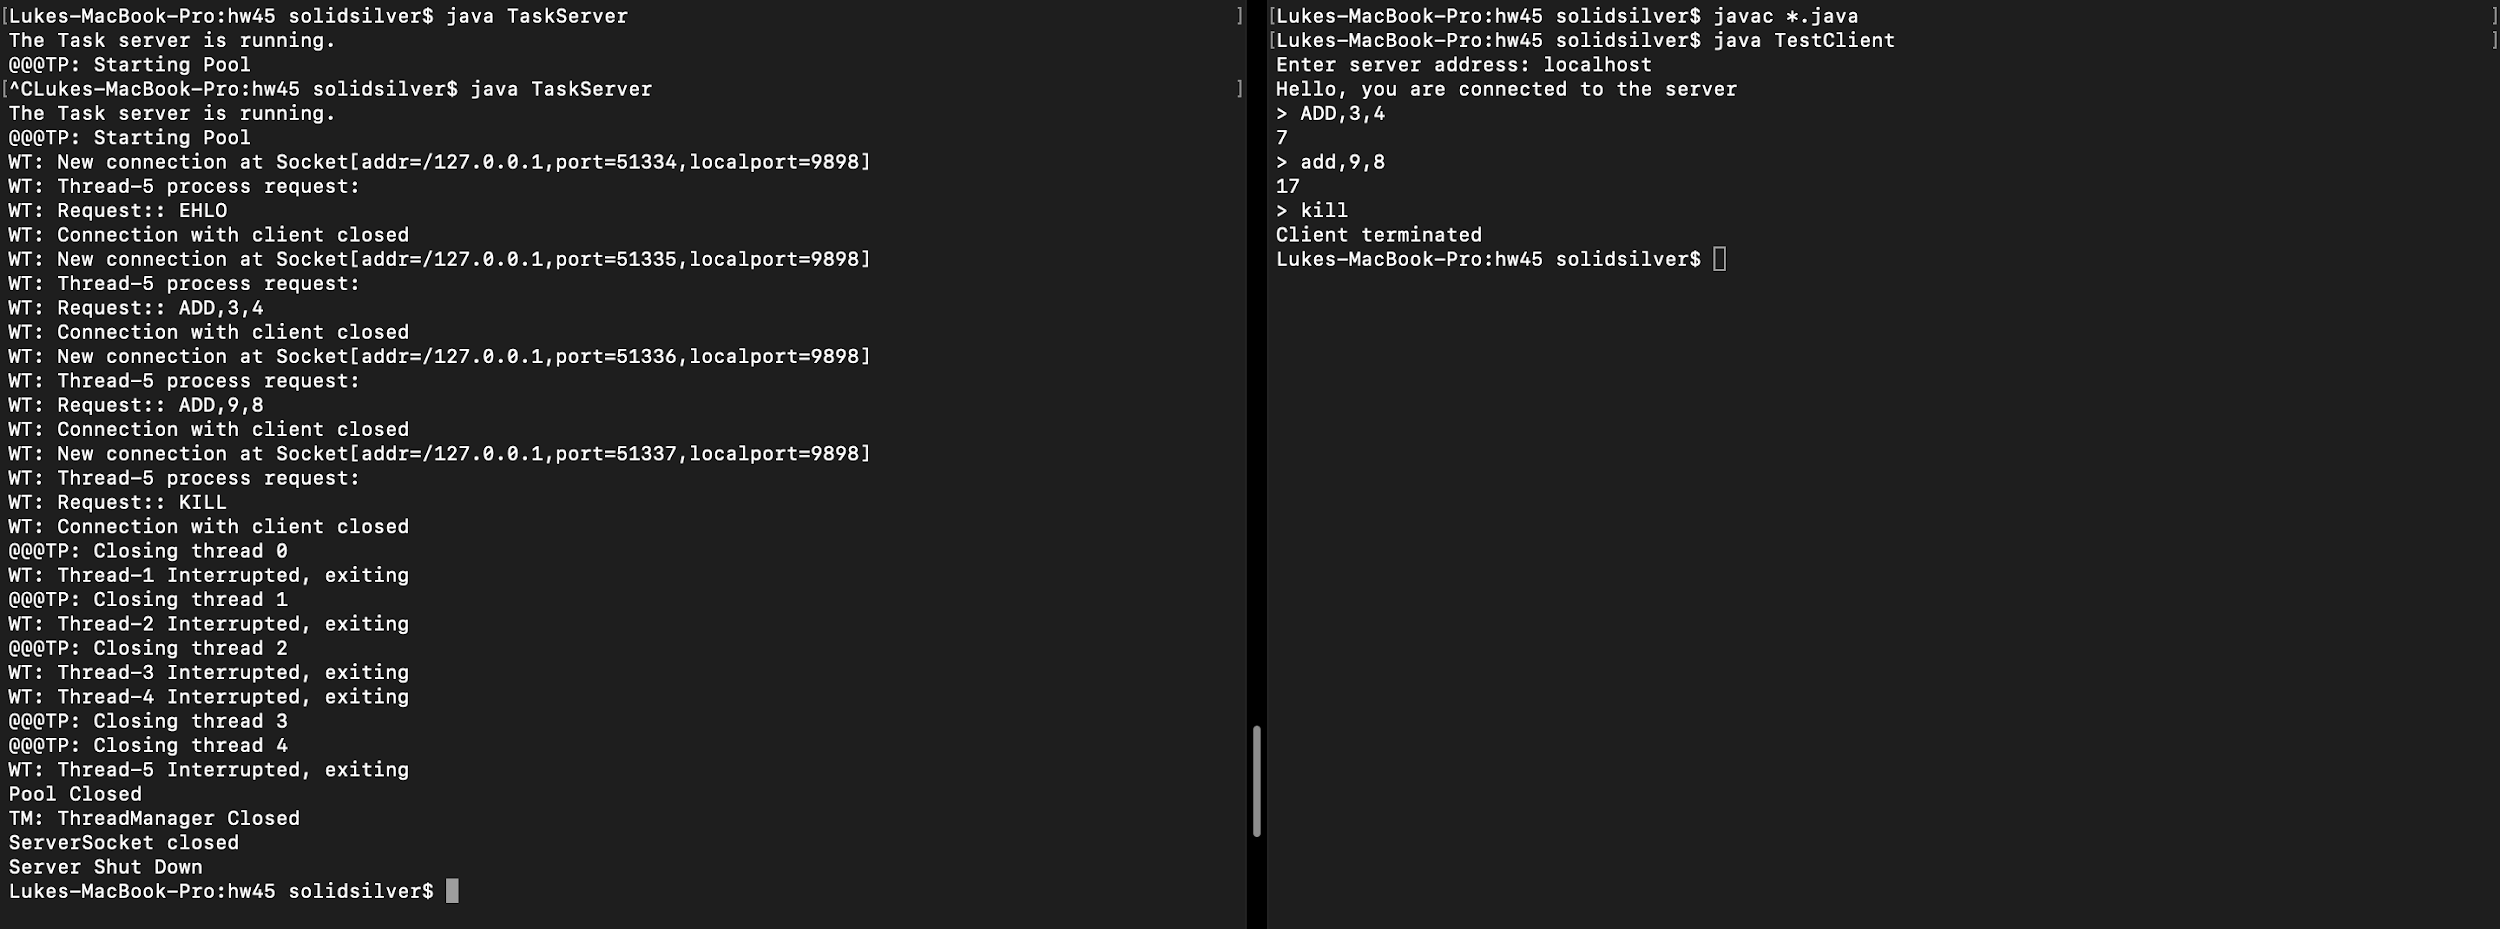 [Lukes-MacBook-Pro:hw45 solidsilver$ java TaskServer ]
The Task server is running.
@@@TP: Starting Pool
[^CLukes-MacBook-Pro:hw45 solidsilver$ java TaskServer ]
The Task server is running.
@@@TP: Starting Pool
WT: New connection at Socket[addr=/127.0.0.1,port=51334,localport=9898]
WT: Thread-5 process request:
WT: Request:: EHLO
WT: Connection with client closed
WT: New connection at Socket[addr=/127.0.0.1,port=51335,localport=9898]
WT: Thread-5 process request:
WT: Request:: ADD,3,4
WT: Connection with client closed
WT: New connection at Socket[addr=/127.0.0.1,port=51336,localport=9898]
WT: Thread-5 process request:
WT: Request:: ADD,9,8
WT: Connection with client closed
WT: New connection at Socket[addr=/127.0.0.1,port=51337,localport=9898]
WT: Thread-5 process request:
WT: Request:: KILL
WT: Connection with client closed
@@@TP: Closing thread 0
WT: Thread-1 Interrupted, exiting
@@@TP: Closing thread 1
WT: Thread-2 Interrupted, exiting
@@@TP: Closing thread 2
WT: Thread-3 Interrupted, exiting
WT: Thread-4 Interrupted, exiting
@@@TP: Closing thread 3
@@@TP: Closing thread 4
WT: Thread-5 Interrupted, exiting
Pool Closed
TM: ThreadManager Closed
ServerSocket closed
Server Shut Down
Lukes-MacBook-Pro:hw45 solidsilver$
[Lukes-MacBook-Pro:hw45 solidsilver$ javac *.java ]
[Lukes-MacBook-Pro:hw45 solidsilver$ java TestClient ]
Enter server address: localhost
Hello, you are connected to the server
> ADD,3,4
7
> add,9,8
17
> kill
Client terminated
Lukes-MacBook-Pro:hw45 solidsilver$